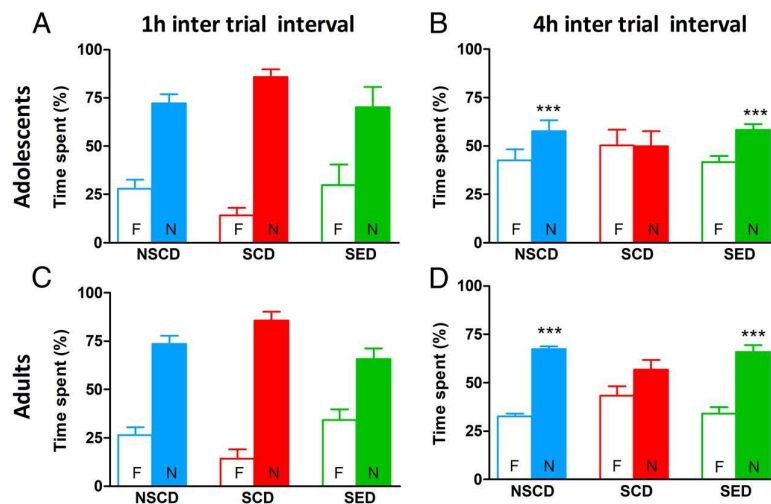 A 1h inter trial interval B 4h inter trial interval
Adolescents
Time spent (%)
100
75
50
25
0
F N F N F N
NSCD SCD SED
Time spent (%)
100
75
50
25
0
*** ***
F N F N F N
NSCD SCD SED
C D
Adults
Time spent (%)
100
75
50
25
0
F N F N F N
NSCD SCD SED
Time spent (%)
100
75
50
25
0
*** ***
F N F N F N
NSCD SCD SED